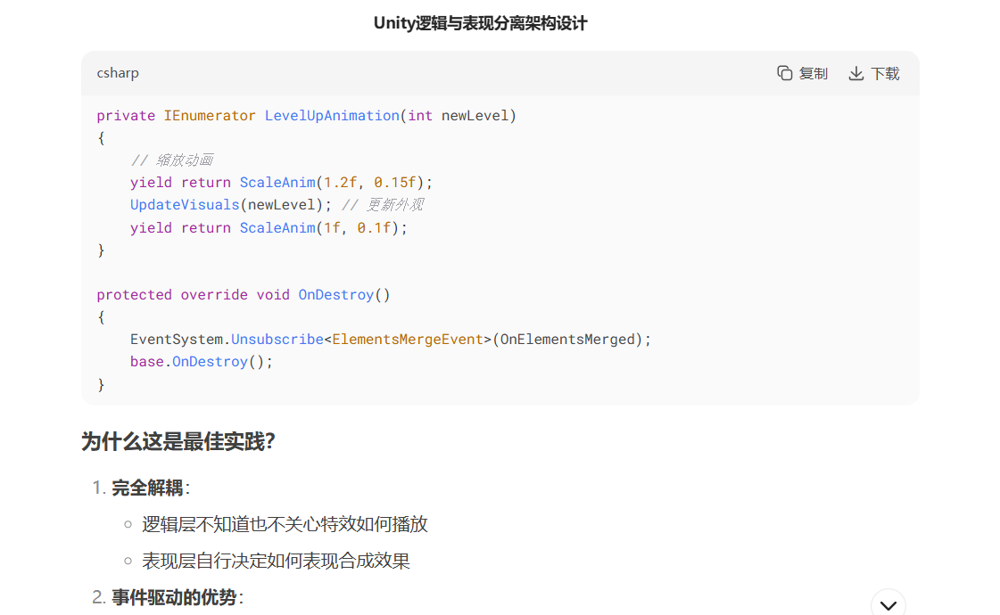 Unity逻辑与表现分离架构设计
csharp 复制 下载
private IEnumerator LevelUpAnimation(int newLevel)
{
    // 缩放动画
    yield return ScaleAnim(1.2f, 0.15f);
    UpdateVisuals(newLevel); // 更新外观
    yield return ScaleAnim(1f, 0.1f);
}
protected override void OnDestroy()
{
    EventSystem.Unsubscribe<ElementsMergeEvent>(OnElementsMerged);
    base.OnDestroy();
}
为什么这是最佳实践?
1. 完全解耦:
○ 逻辑层不知道也不关心特效如何播放
○ 表现层自行决定如何表现合成效果
2. 事件驱动的优势: